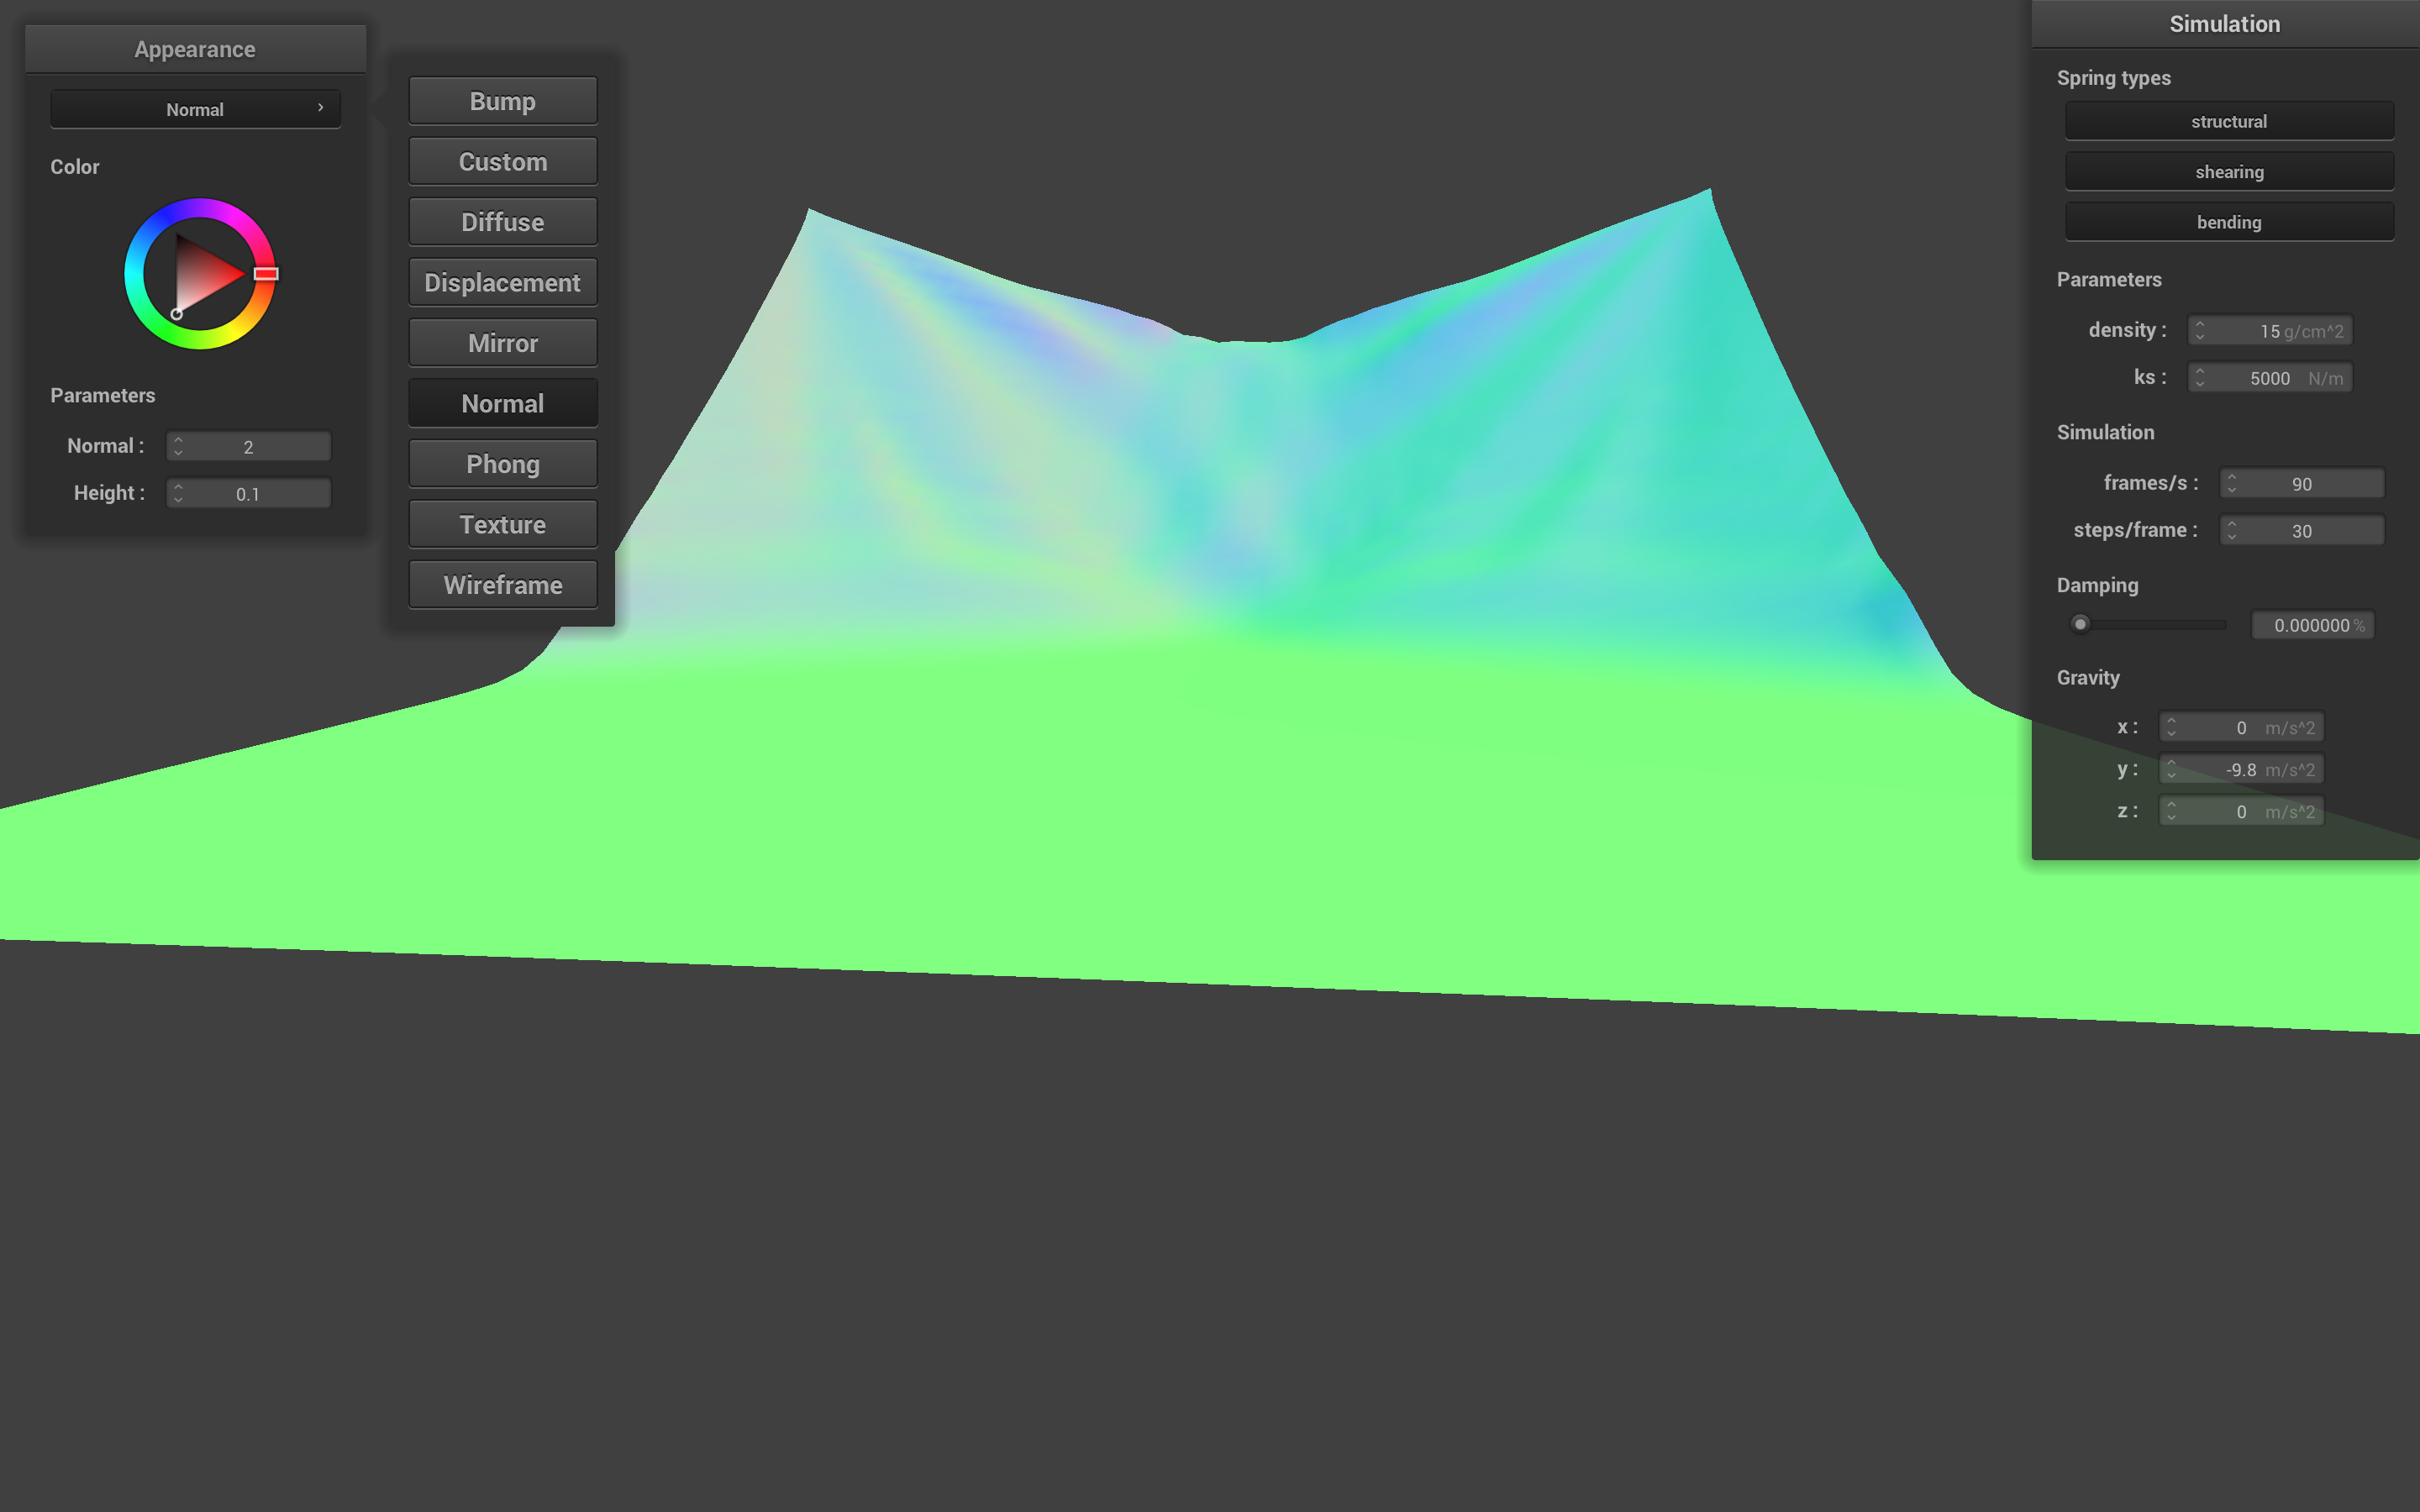 Appearance
Normal
Color
Parameters
Normal : 2
Height : 0.1
Bump
Custom
Diffuse
Displacement
Mirror
Normal
Phong
Texture
Wireframe
Simulation
Spring types
structural
shearing
bending
Parameters
density : 15 g/cm^2
ks : 5000 N/m
Simulation
frames/s : 90
steps/frame : 30
Damping
0.000000 %
Gravity
x : 0 m/s^2
y : -9.8 m/s^2
z : 0 m/s^2